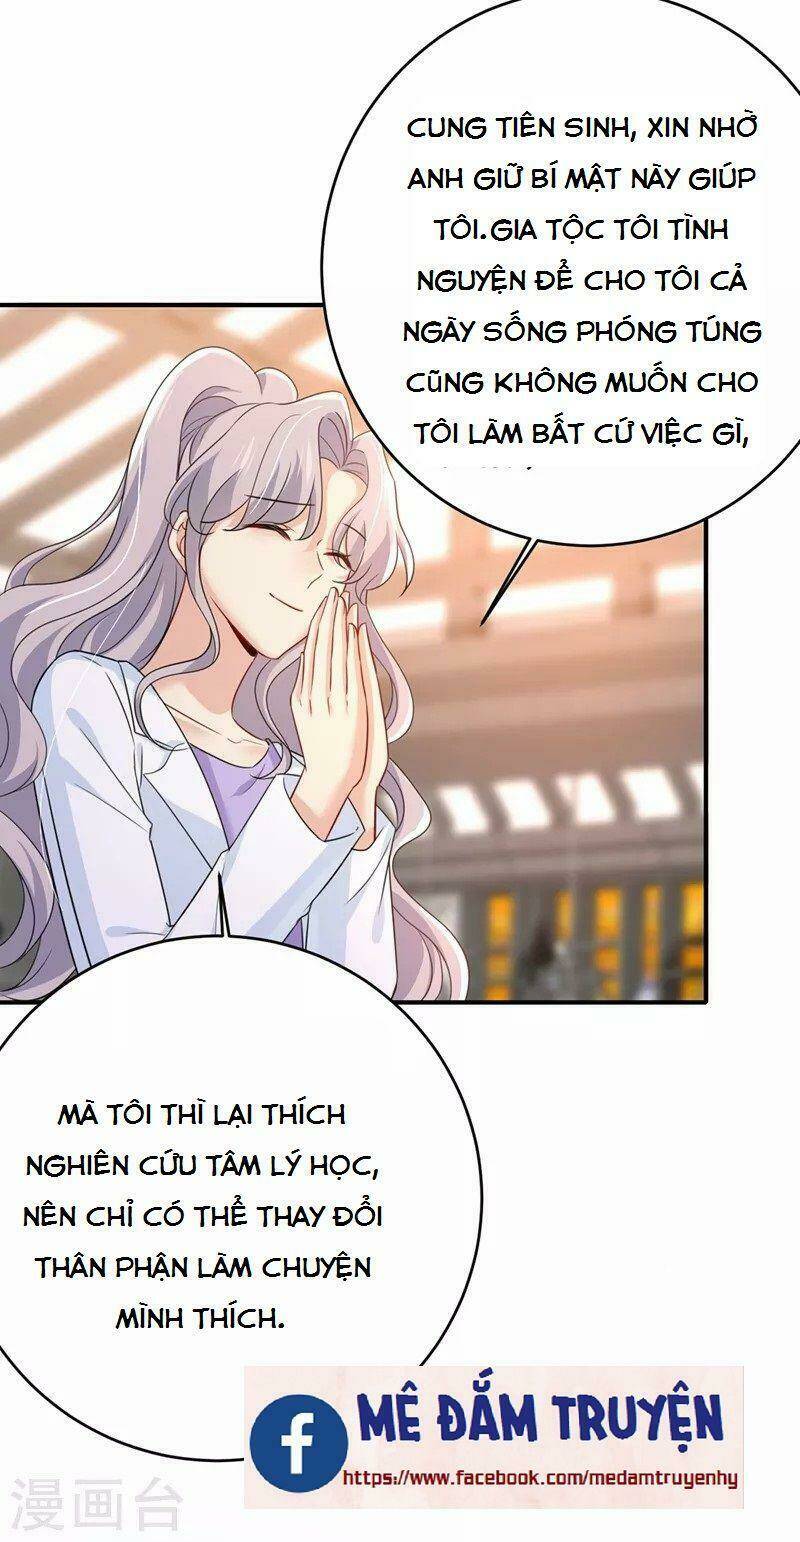 CUNG TIÊN SINH, XIN NHỜ
ANH GIỮ BÍ MẬT NÀY GIÚP
TÔI.GIA TỘC TÔI TÌNH
NGUYỆN ĐỂ CHO TÔI CẢ
NGÀY SỐNG PHÓNG TÚNG
CũNG KHÔNG MUỐN CHO
TÔI LÀM BẤT CỨ VIỆC GÌ,
MÀ TÔI THÌ LẠI THÍCH
NGHIÊN CỨU TÂM LÝ HỌC,
NÊN CHỈ CÓ THỂ THAY ĐỔI
THÂN PHẬN LÀM CHUYỆN
MÌNH THÍCH.
MÊ ĐẮM TRUYỆN
https://www.facebook.com/medamtruyenhy
漫画台